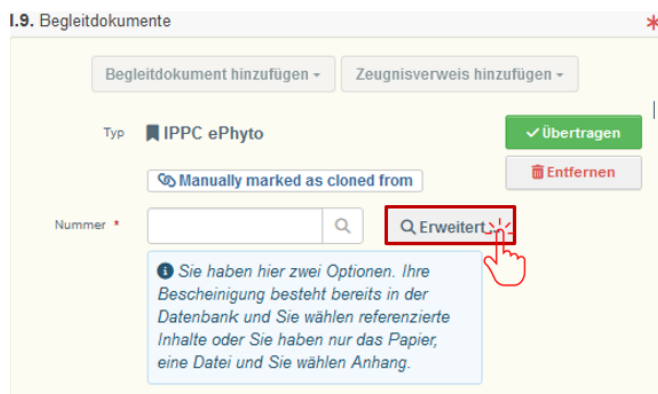 I.9. Begleitdokumente *
Begleitdokument hinzufügen Zeugnisverweis hinzufügen
Typ IPPC ePhyto Übertragen
Manually marked as cloned from Entfernen
Nummer * Erweitert...
Sie haben hier zwei Optionen. Ihre
Bescheinigung besteht bereits in der
Datenbank und Sie wählen referenzierte
Inhalte oder Sie haben nur das Papier,
eine Datei und Sie wählen Anhang.